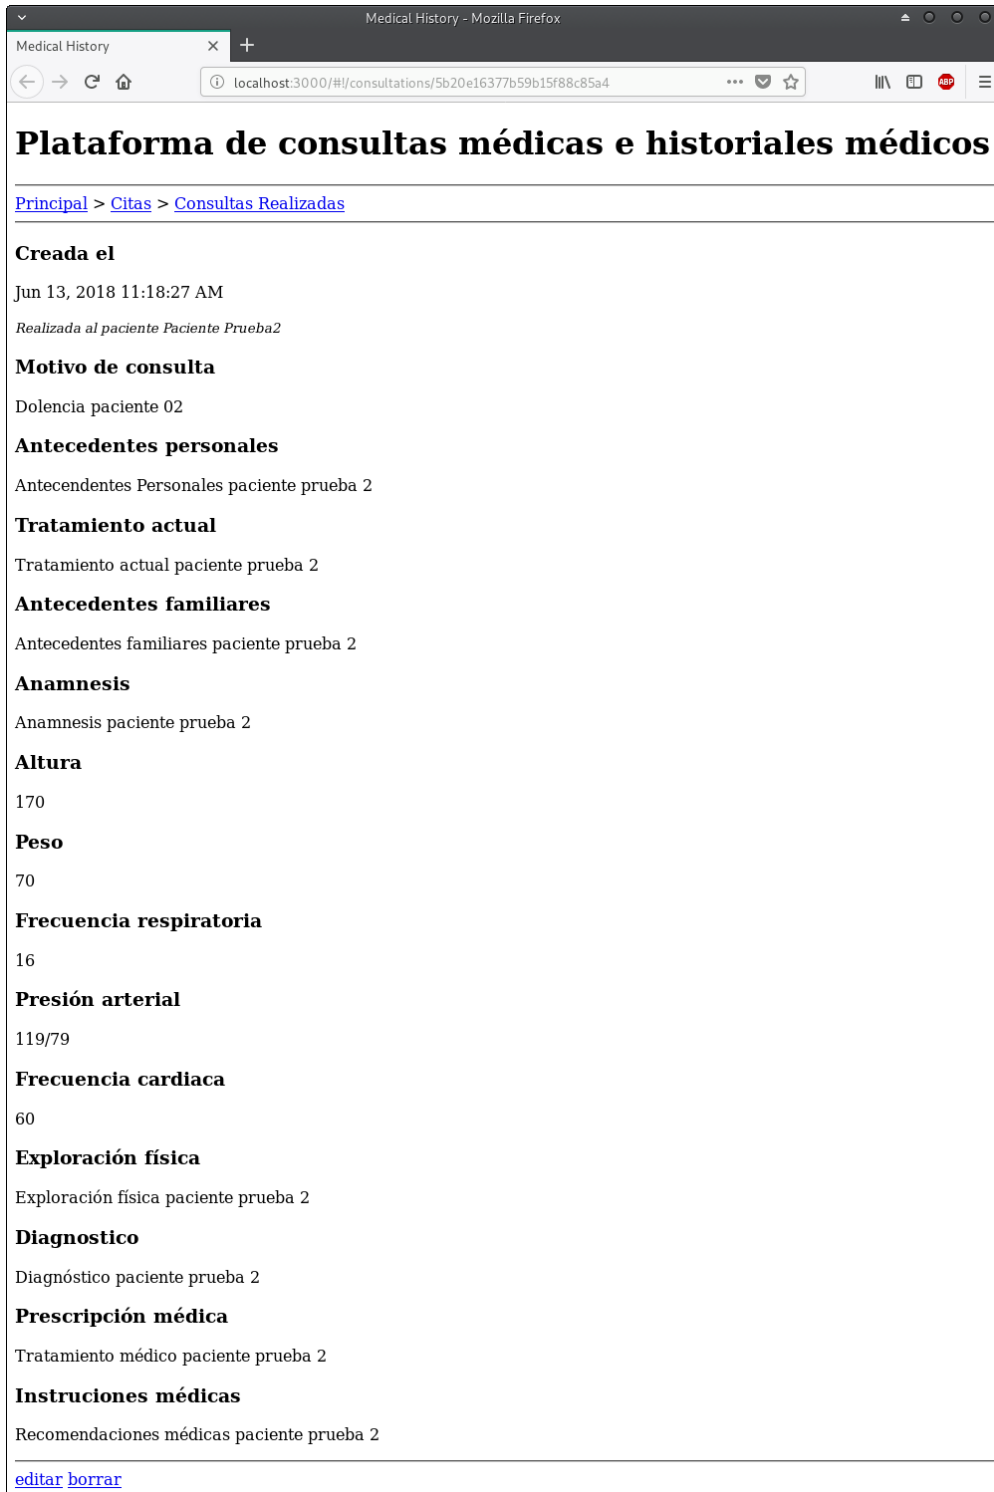 Medical History - Mozilla Firefox
Medical History
localhost:3000/#!/consultations/5b20e16377b59b15f88c85a4
ABP
Plataforma de consultas médicas e historiales médicos
Principal > Citas > Consultas Realizadas
Creada el
Jun 13, 2018 11:18:27 AM
Realizada al paciente Paciente Prueba2
Motivo de consulta
Dolencia paciente 02
Antecedentes personales
Antecendentes Personales paciente prueba 2
Tratamiento actual
Tratamiento actual paciente prueba 2
Antecedentes familiares
Antecedentes familiares paciente prueba 2
Anamnesis
Anamnesis paciente prueba 2
Altura
170
Peso
70
Frecuencia respiratoria
16
Presión arterial
119/79
Frecuencia cardiaca
60
Exploración física
Exploración física paciente prueba 2
Diagnostico
Diagnóstico paciente prueba 2
Prescripción médica
Tratamiento médico paciente prueba 2
Instruciones médicas
Recomendaciones médicas paciente prueba 2
editar borrar